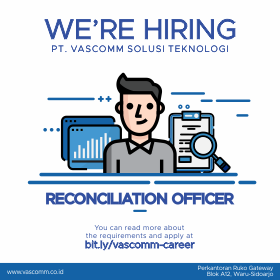 WE'RE HIRING
PT. VASCOMM SOLUSI TEKNOLOGI
RECONCILIATION OFFICER
You can read more about
the requirements and apply at
bit.ly/vascomm-career
www.vascomm.co.id
Perkantoran Ruko Gateway
Blok A12, Waru-Sidoarjo